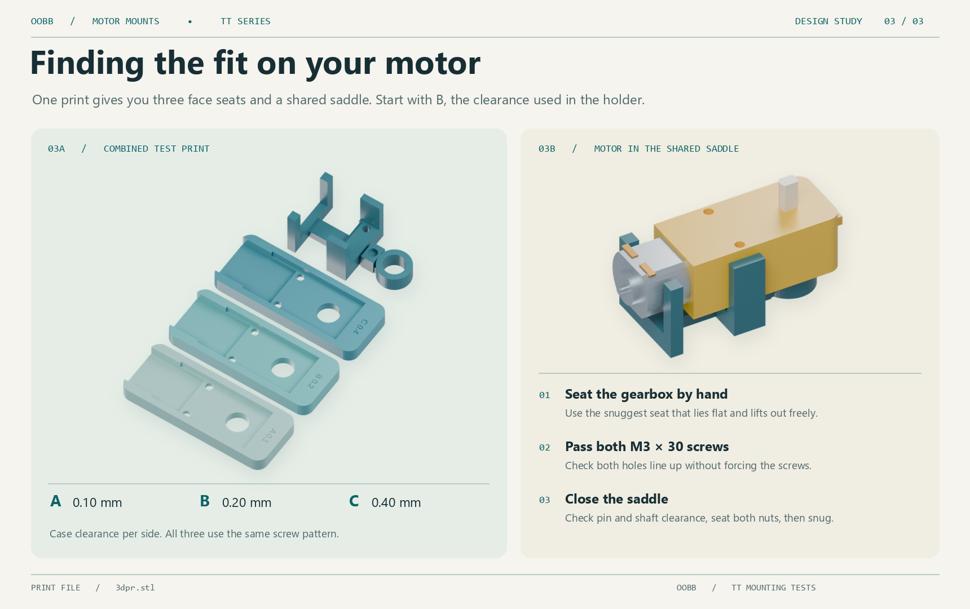 OOBB / MOTOR MOUNTS • TT SERIES
DESIGN STUDY 03 / 03
Finding the fit on your motor
One print gives you three face seats and a shared saddle. Start with B, the clearance used in the holder.
03A / COMBINED TEST PRINT
C0.4
B0.2
A0.1
A 0.10 mm
B 0.20 mm
C 0.40 mm
Case clearance per side. All three use the same screw pattern.
03B / MOTOR IN THE SHARED SADDLE
01 Seat the gearbox by hand
Use the snuggest seat that lies flat and lifts out freely.
02 Pass both M3 × 30 screws
Check both holes line up without forcing the screws.
03 Close the saddle
Check pin and shaft clearance, seat both nuts, then snug.
PRINT FILE / 3dpr.stl
OOBB / TT MOUNTING TESTS